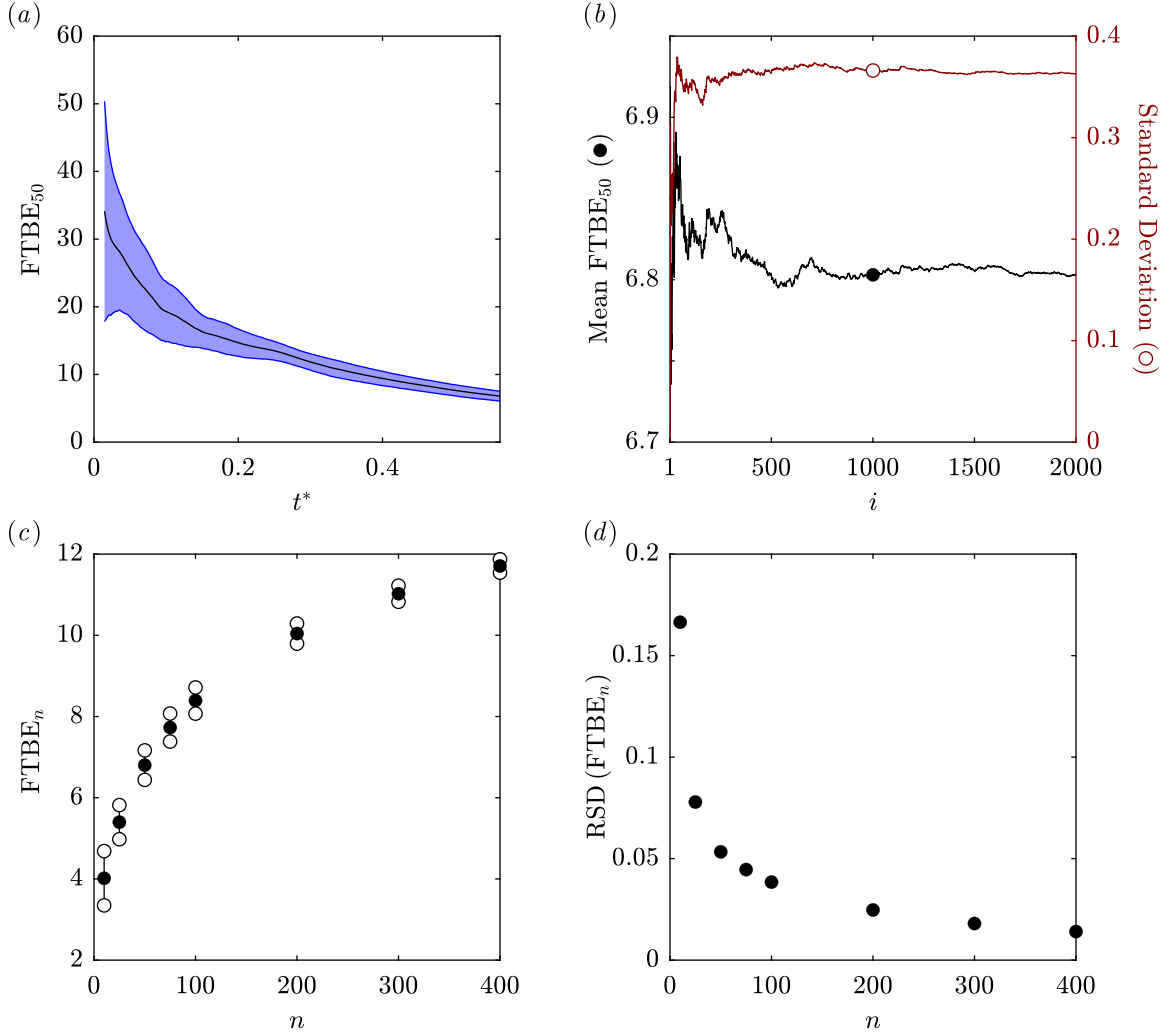 (a)
60
50
40
30
20
10
0
FTBE₅₀
0 0.2 0.4
t*
(b)
6.9
6.8
6.7
Mean FTBE₅₀ (●)
0.4
0.3
0.2
0.1
0
Standard Deviation (○)
1 500 1000 1500 2000
i
(c)
12
10
8
6
4
2
FTBEₙ
0 100 200 300 400
n
(d)
0.2
0.15
0.1
0.05
0
RSD (FTBEₙ)
0 100 200 300 400
n